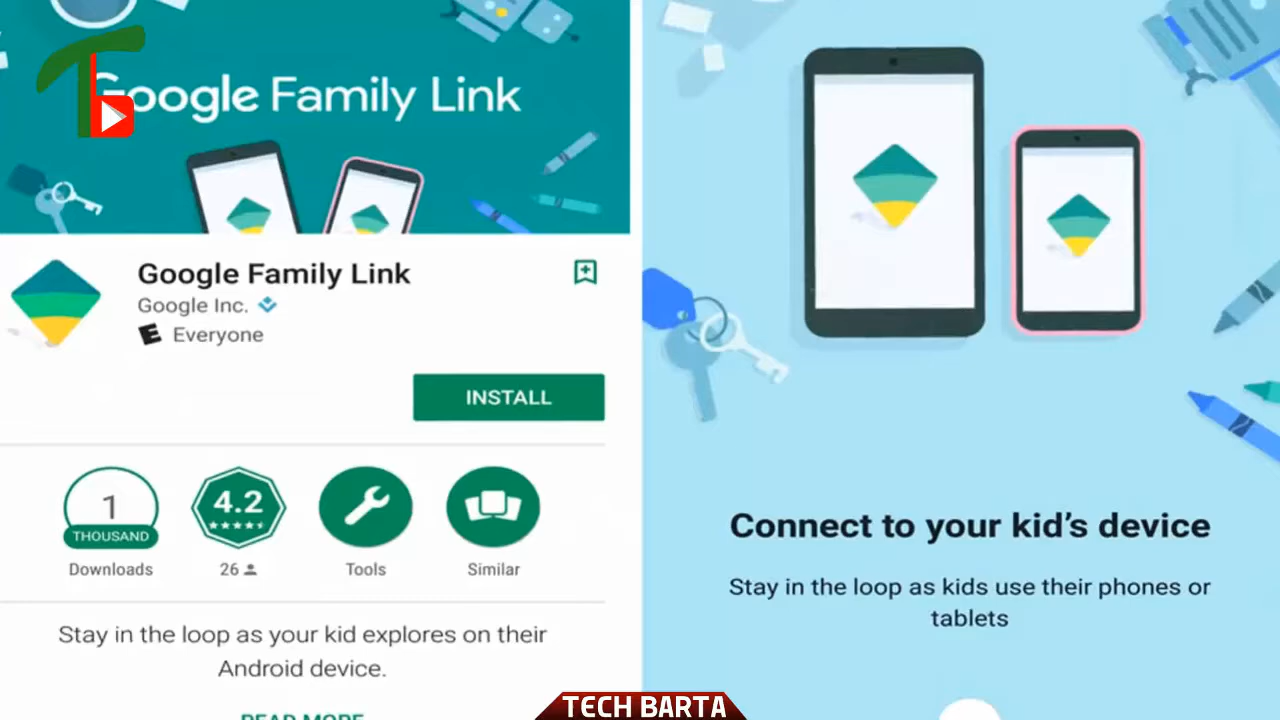 Google Family Link
Google Family Link
Google Inc.
E Everyone
INSTALL
1
THOUSAND
Downloads
4.2
26
Tools
Similar
Stay in the loop as your kid explores on their
Android device.
READ MORE
Connect to your kid's device
Stay in the loop as kids use their phones or
tablets
TECH BARTA